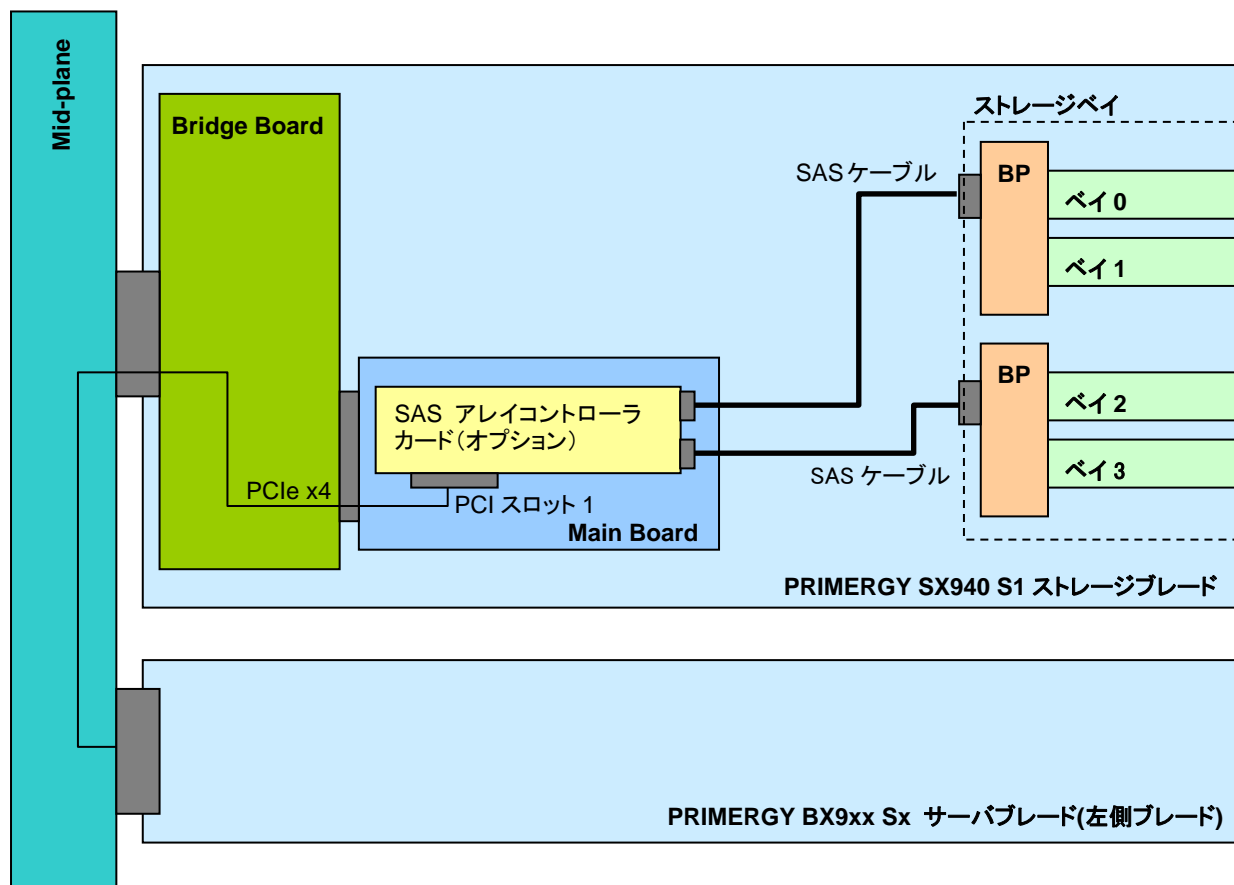 Mid-plane
Bridge Board
ストレージベイ
SAS ケーブル
BP
ベイ 0
ベイ 1
BP
ベイ 2
ベイ 3
SAS アレイコントローラ
カード(オプション)
SAS ケーブル
PCIe x4
PCI スロット 1
Main Board
PRIMERGY SX940 S1 ストレージブレード
PRIMERGY BX9xx Sx サーバブレード(左側ブレード)